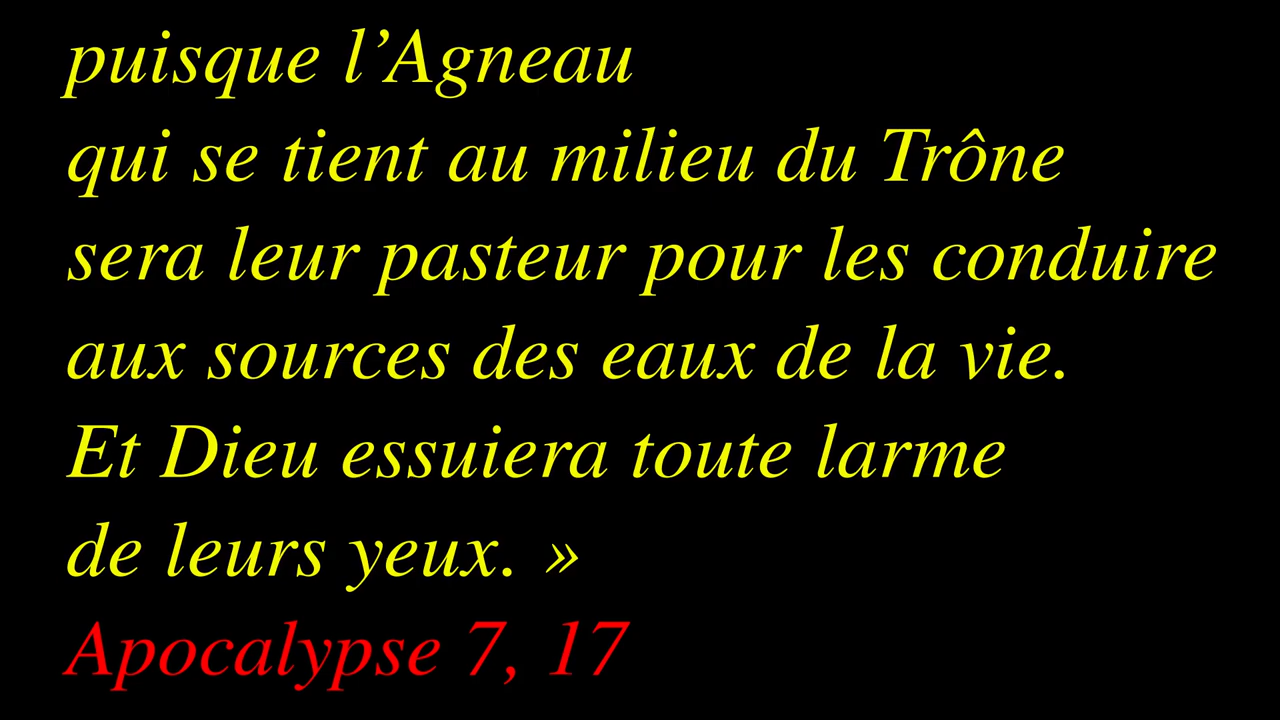 puisque l’Agneau
qui se tient au milieu du Trône
sera leur pasteur pour les conduire
aux sources des eaux de la vie.
Et Dieu essuiera toute larme
de leurs yeux. »
Apocalypse 7, 17